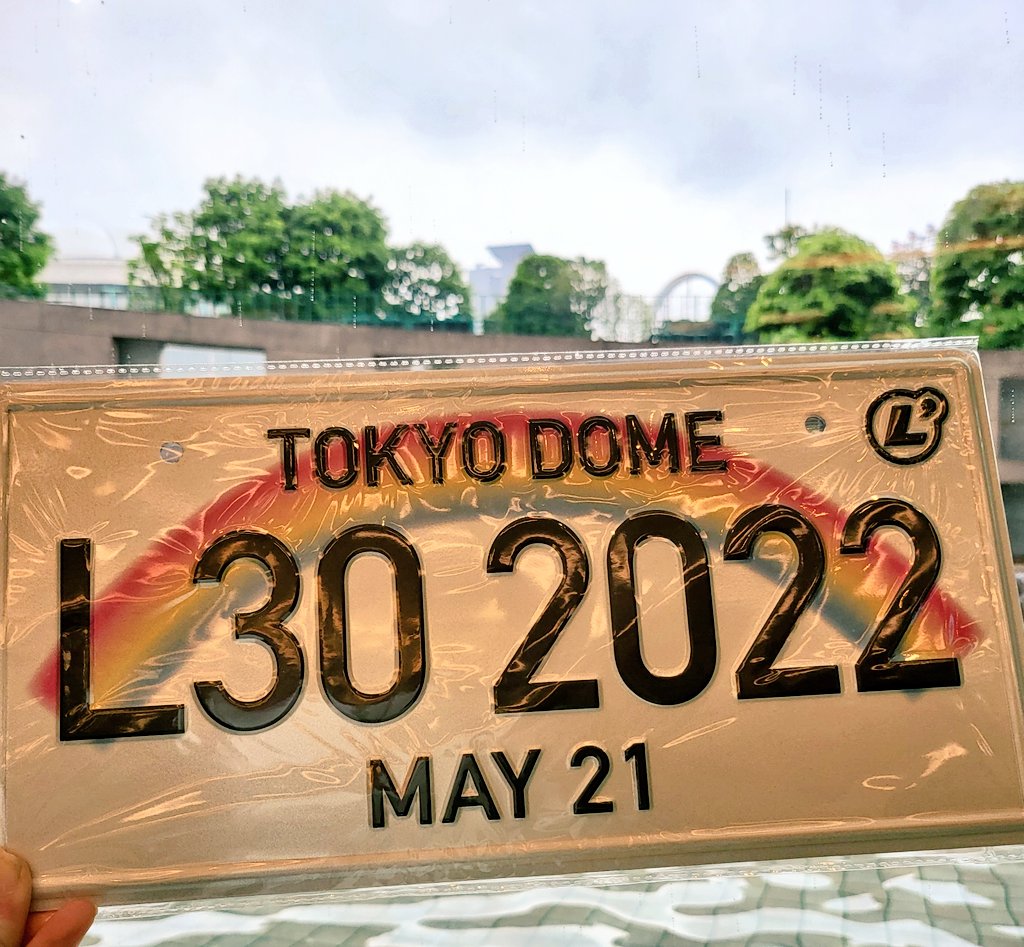 TOKYO DOME
L'
L30 2022
MAY 21